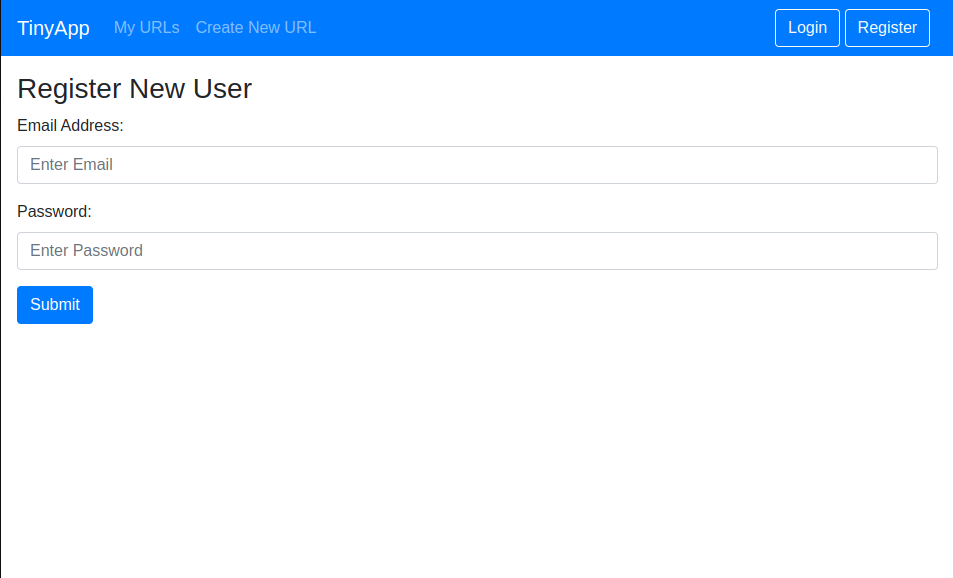 TinyApp My URLs Create New URL Login Register
Register New User
Email Address:
Enter Email
Password:
Enter Password
Submit